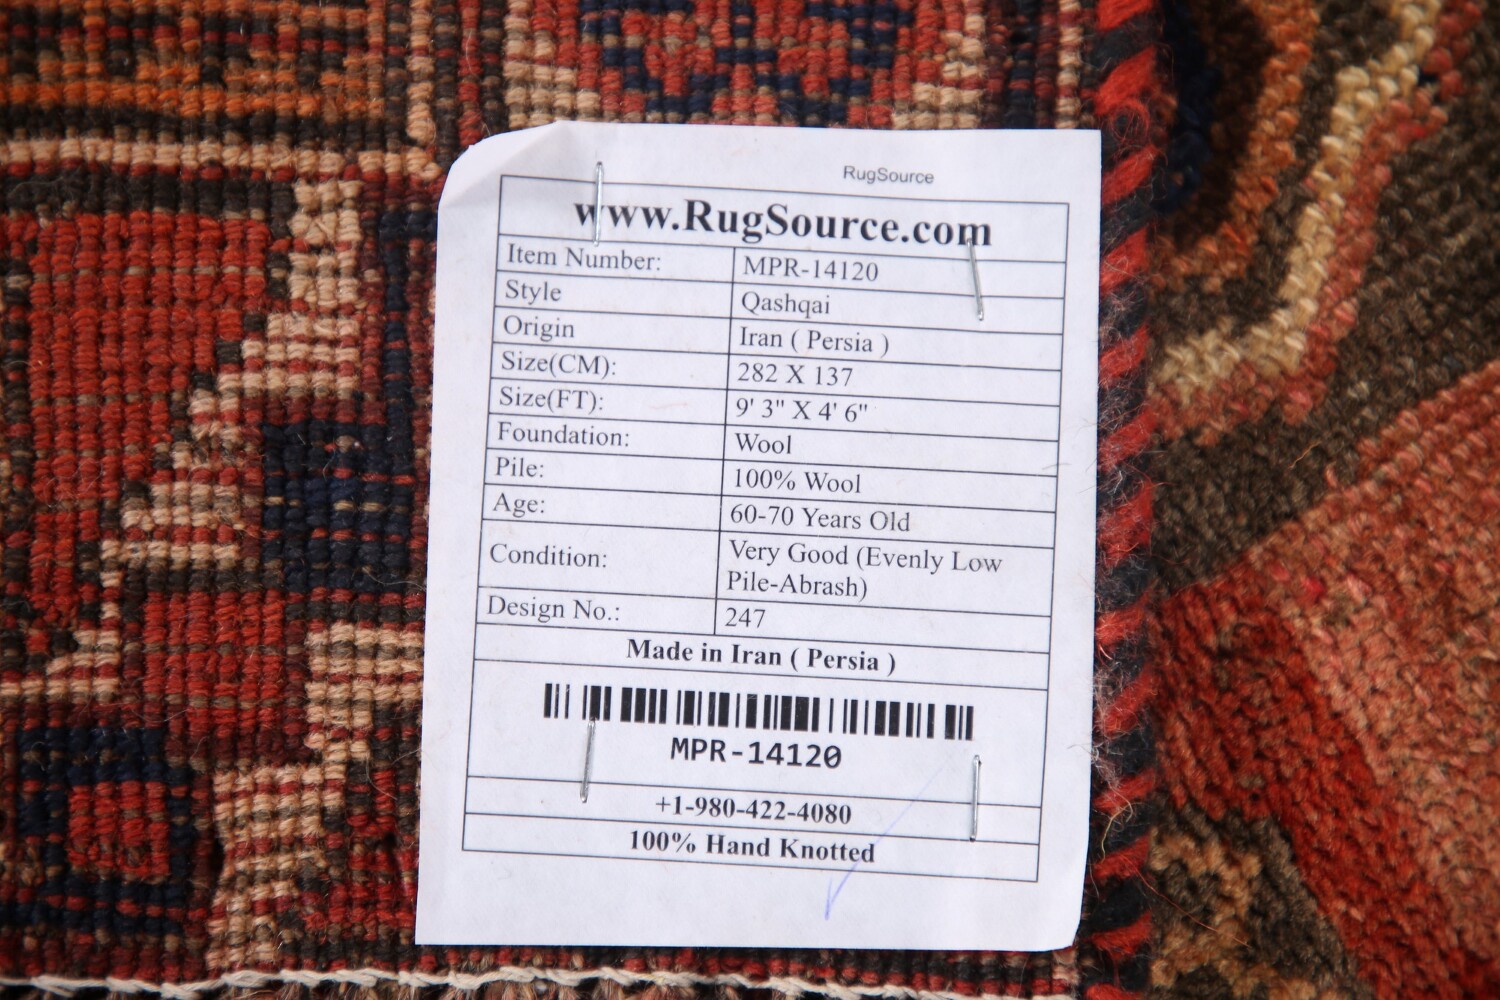 RugSource
www.RugSource.com
Item Number: MPR-14120
Style Qashqai
Origin Iran ( Persia )
Size(CM): 282 X 137
Size(FT): 9' 3" X 4' 6"
Foundation: Wool
Pile: 100% Wool
Age: 60-70 Years Old
Condition: Very Good (Evenly Low
Pile-Abrash)
Design No.: 247
Made in Iran ( Persia )
MPR-14120
+1-980-422-4080
100% Hand Knotted